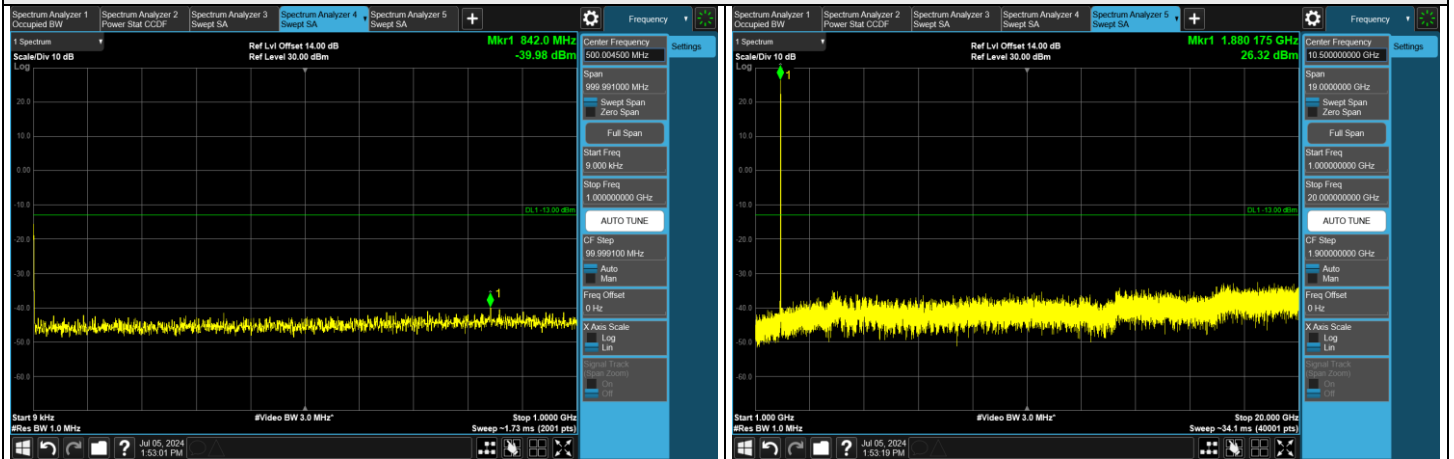 Spectrum Analyzer 1 Spectrum Analyzer 2 Spectrum Analyzer 3 Spectrum Analyzer 4 Spectrum Analyzer 5 Frequency
Occupied BW Power Stat CCDF Swept SA Swept SA Swept SA
1 Spectrum
Scale/Div 10 dB
Log
Ref Lvl Offset 14.00 dB
Ref Level 30.00 dBm
Mkr1 842.0 MHz
-39.98 dBm
1
20.0
10.0
0.00
-10.0
DL1 -13.00 dBm
-20.0
-30.0
-40.0
-50.0
-60.0
Start 9 kHz
#Res BW 1.0 MHz
#Video BW 3.0 MHz*
Stop 1.0000 GHz
Sweep ~1.73 ms (2001 pts)
Center Frequency
500.004500 MHz
Settings
Span
999.991000 MHz
Swept Span
Zero Span
Full Span
Start Freq
9.000 kHz
Stop Freq
1.000000000 GHz
AUTO TUNE
CF Step
99.999100 MHz
Auto
Man
Freq Offset
0 Hz
X Axis Scale
Log
Lin
Signal Track
(Span Zoom)
On
Off
?
Jul 05, 2024
1:53:01 PM
Spectrum Analyzer 1 Spectrum Analyzer 2 Spectrum Analyzer 3 Spectrum Analyzer 4 Spectrum Analyzer 5 Frequency
Occupied BW Power Stat CCDF Swept SA Swept SA Swept SA
1 Spectrum
Scale/Div 10 dB
Log
Ref Lvl Offset 14.00 dB
Ref Level 30.00 dBm
Mkr1 1.880 175 GHz
26.32 dBm
1
20.0
10.0
0.00
-10.0
DL1 -13.00 dBm
-20.0
-30.0
-40.0
-50.0
-60.0
Start 1.000 GHz
#Res BW 1.0 MHz
#Video BW 3.0 MHz*
Stop 20.000 GHz
Sweep ~34.1 ms (40001 pts)
Center Frequency
10.500000000 GHz
Settings
Span
19.0000000 GHz
Swept Span
Zero Span
Full Span
Start Freq
1.000000000 GHz
Stop Freq
20.000000000 GHz
AUTO TUNE
CF Step
1.900000000 GHz
Auto
Man
Freq Offset
0 Hz
X Axis Scale
Log
Lin
Signal Track
(Span Zoom)
On
Off
?
Jul 05, 2024
1:53:19 PM